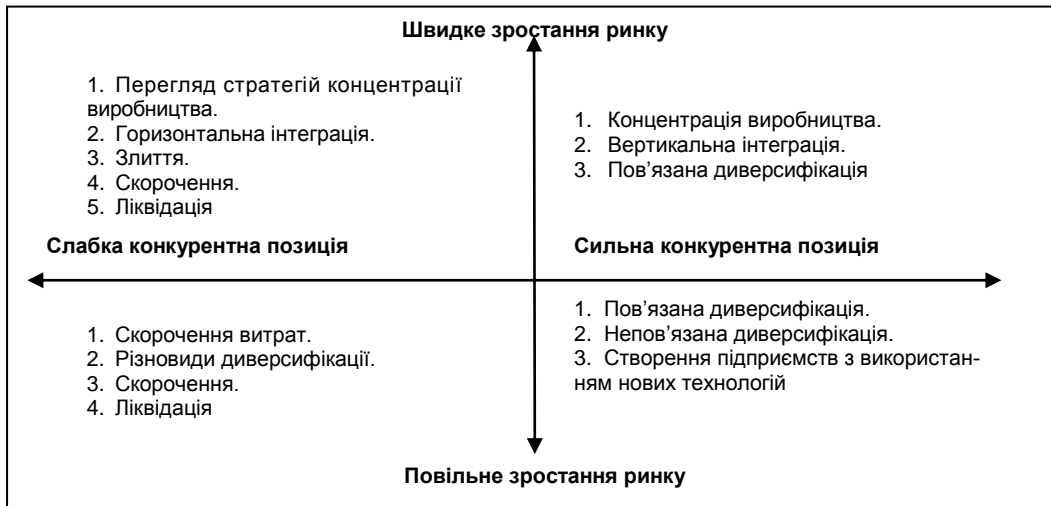 Швидке зростання ринку
1. Перегляд стратегій концентрації
виробництва.
2. Горизонтальна інтеграція.
3. Злиття.
4. Скорочення.
5. Ліквідація
1. Концентрація виробництва.
2. Вертикальна інтеграція.
3. Пов’язана диверсифікація
Слабка конкурентна позиція
Сильна конкурентна позиція
1. Скорочення витрат.
2. Різновиди диверсифікації.
3. Скорочення.
4. Ліквідація
1. Пов’язана диверсифікація.
2. Непов’язана диверсифікація.
3. Створення підприємств з використан-
ням нових технологій
Повільне зростання ринку